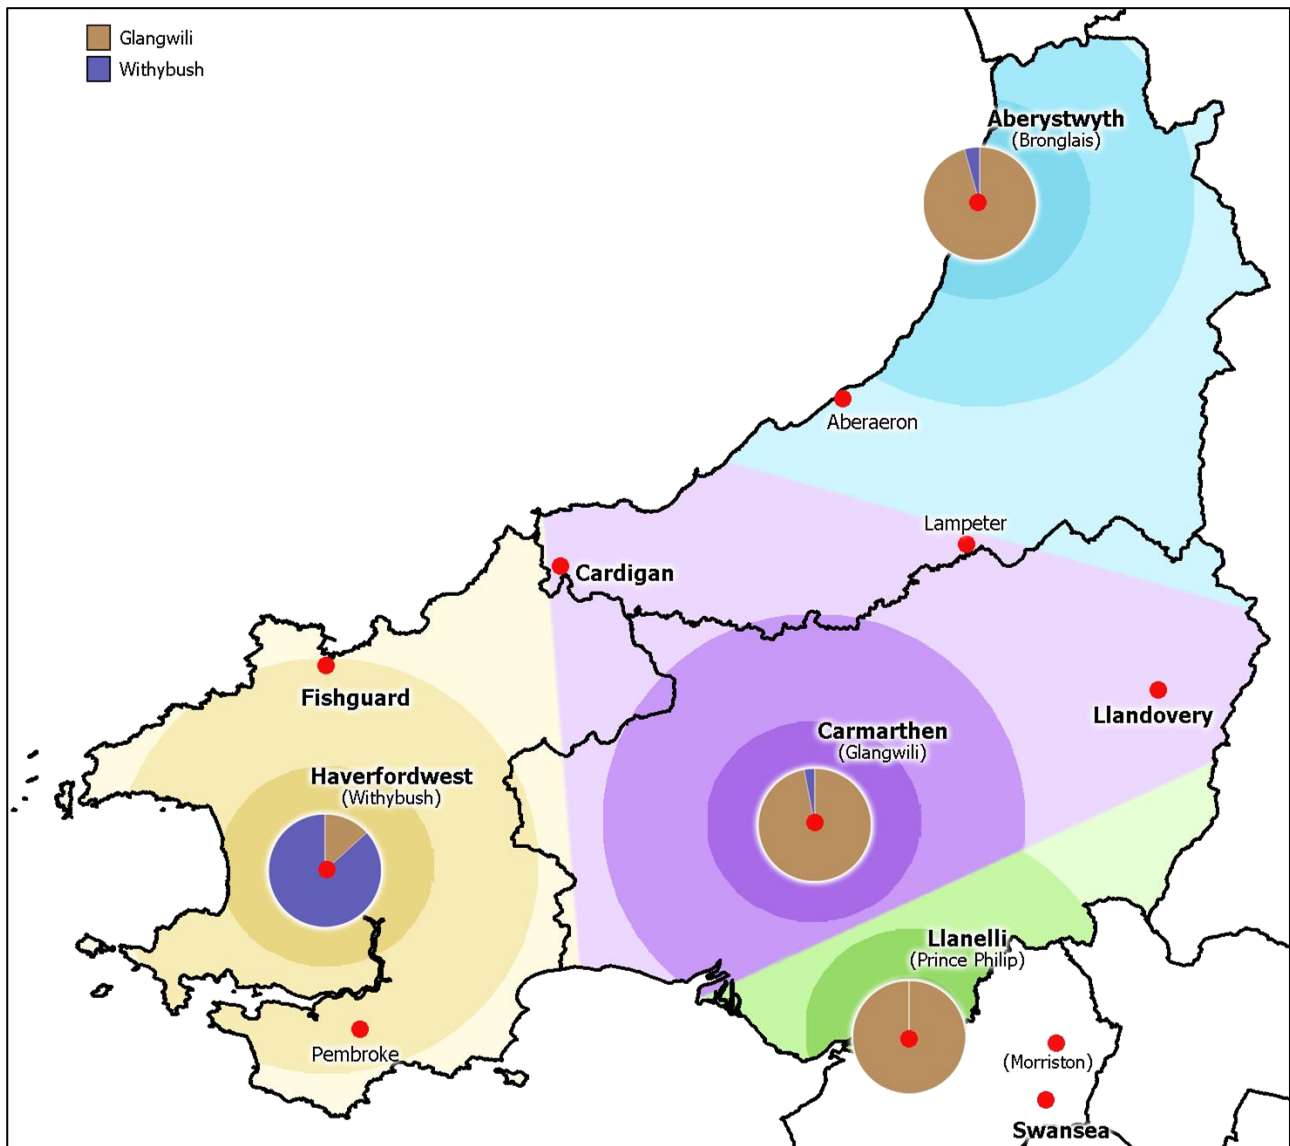 Glangwili
Withybush
Aberystwyth
(Bronglais)
Aberaeron
Lampeter
Cardigan
Fishguard
Llandovery
Carmarthen
(Glangwili)
Haverfordwest
(Withybush)
Llanelli
(Prince Philip)
Pembroke
(Morriston)
Swansea